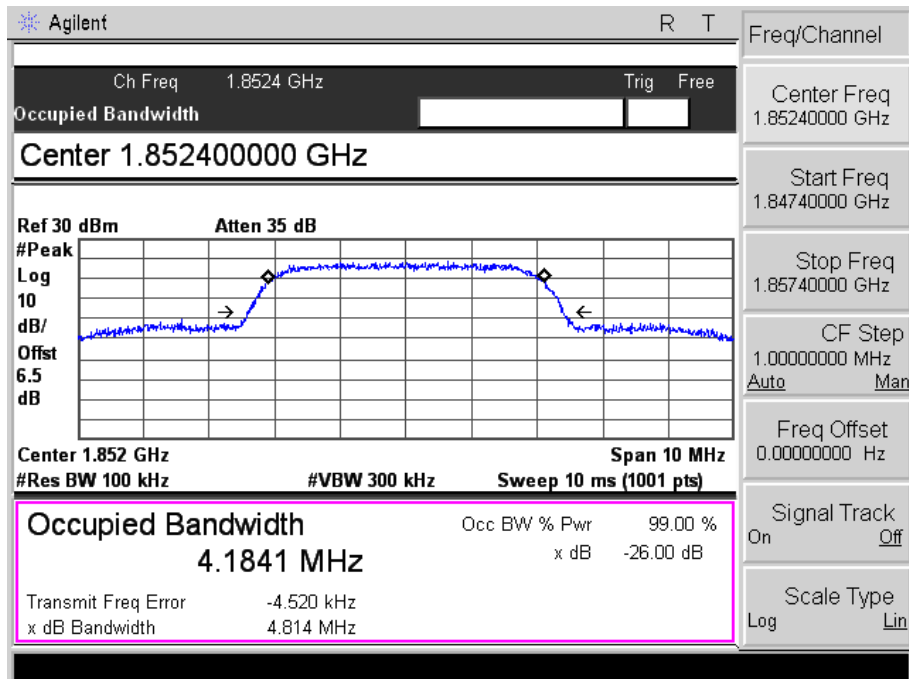 Agilent R T
Ch Freq 1.8524 GHz Trig Free
Occupied Bandwidth
Center 1.852400000 GHz
Ref 30 dBm Atten 35 dB
#Peak
Log
10
dB/
Offst
6.5
dB
Center 1.852 GHz Span 10 MHz
#Res BW 100 kHz #VBW 300 kHz Sweep 10 ms (1001 pts)
Occupied Bandwidth Occ BW % Pwr 99.00 %
4.1841 MHz x dB -26.00 dB
Transmit Freq Error -4.520 kHz
x dB Bandwidth 4.814 MHz
Freq/Channel
Center Freq
1.85240000 GHz
Start Freq
1.84740000 GHz
Stop Freq
1.85740000 GHz
CF Step
1.00000000 MHz
Auto Man
Freq Offset
0.00000000 Hz
Signal Track
On Off
Scale Type
Log Lin